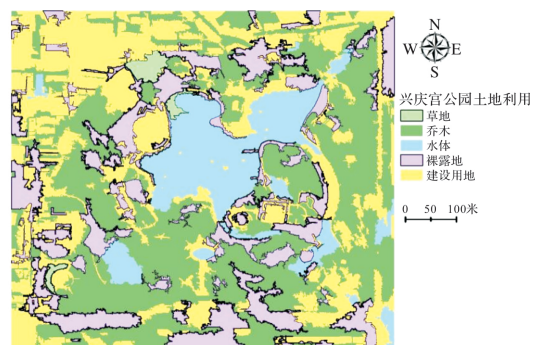 N
W E
S
兴庆宫公园土地利用
草地
乔木
水体
裸露地
建设用地
0 50 100米